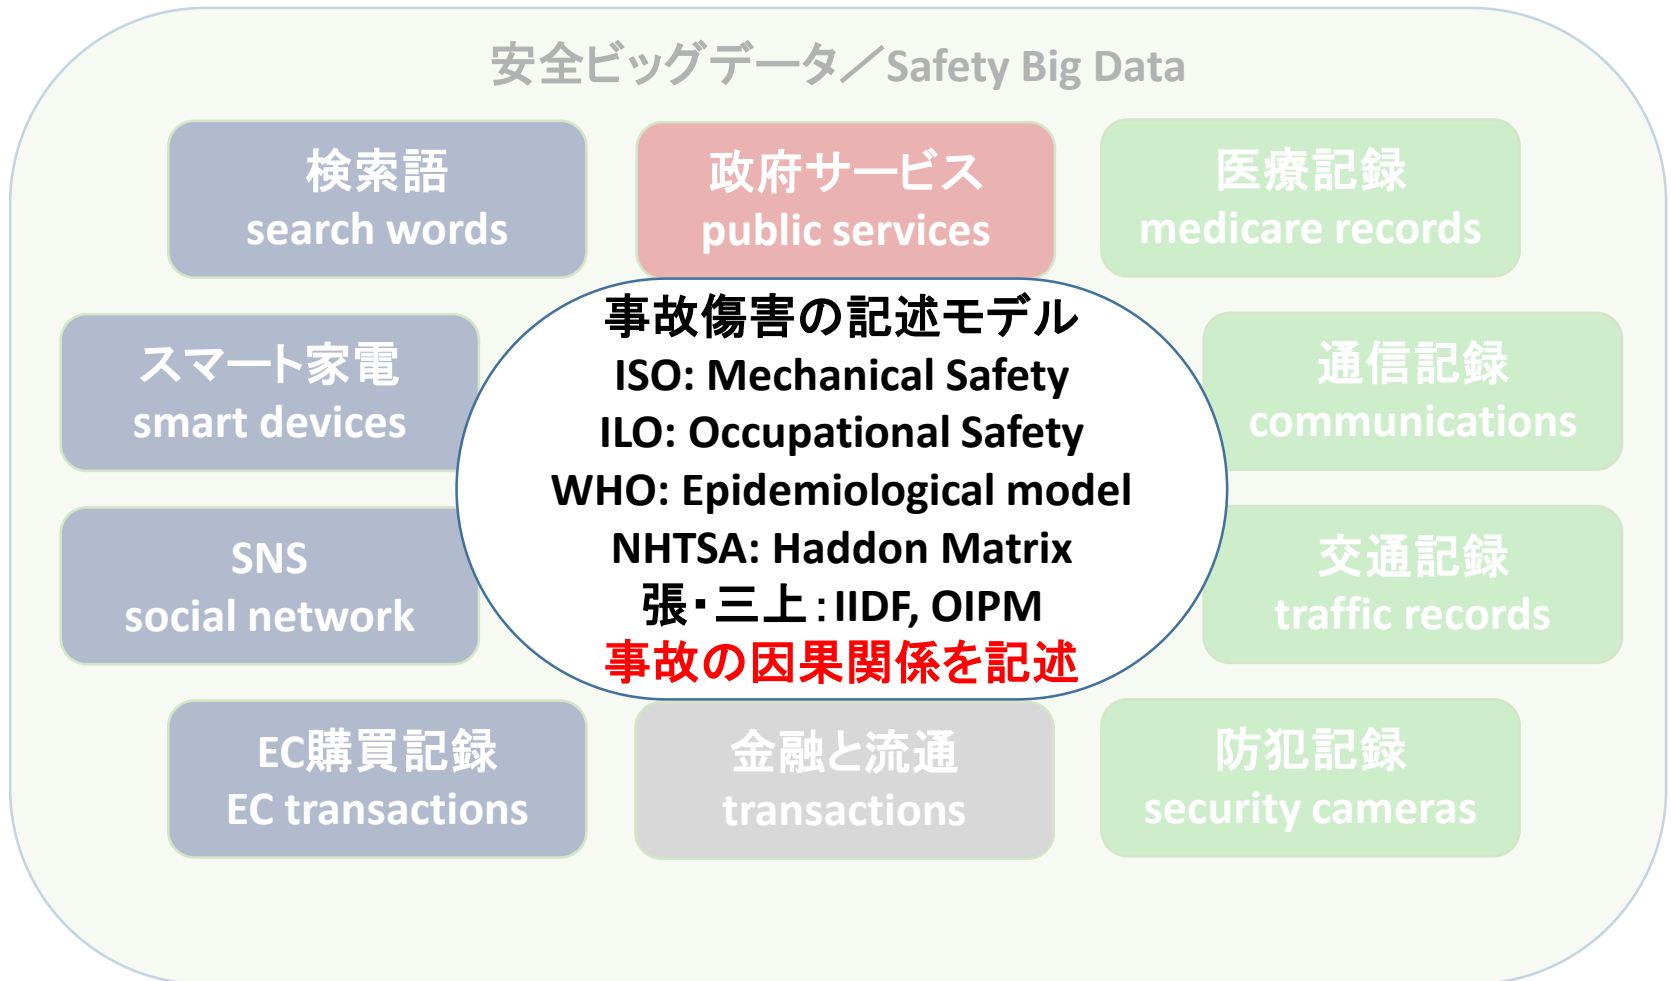 安全ビッグデータ／Safety Big Data
検索語
search words
政府サービス
public services
医療記録
medicare records
スマート家電
smart devices
事故傷害の記述モデル
ISO: Mechanical Safety
ILO: Occupational Safety
WHO: Epidemiological model
NHTSA: Haddon Matrix
張・三上：IIDF, OIPM
事故の因果関係を記述
通信記録
communications
SNS
social network
交通記録
traffic records
EC購買記録
EC transactions
金融と流通
transactions
防犯記録
security cameras